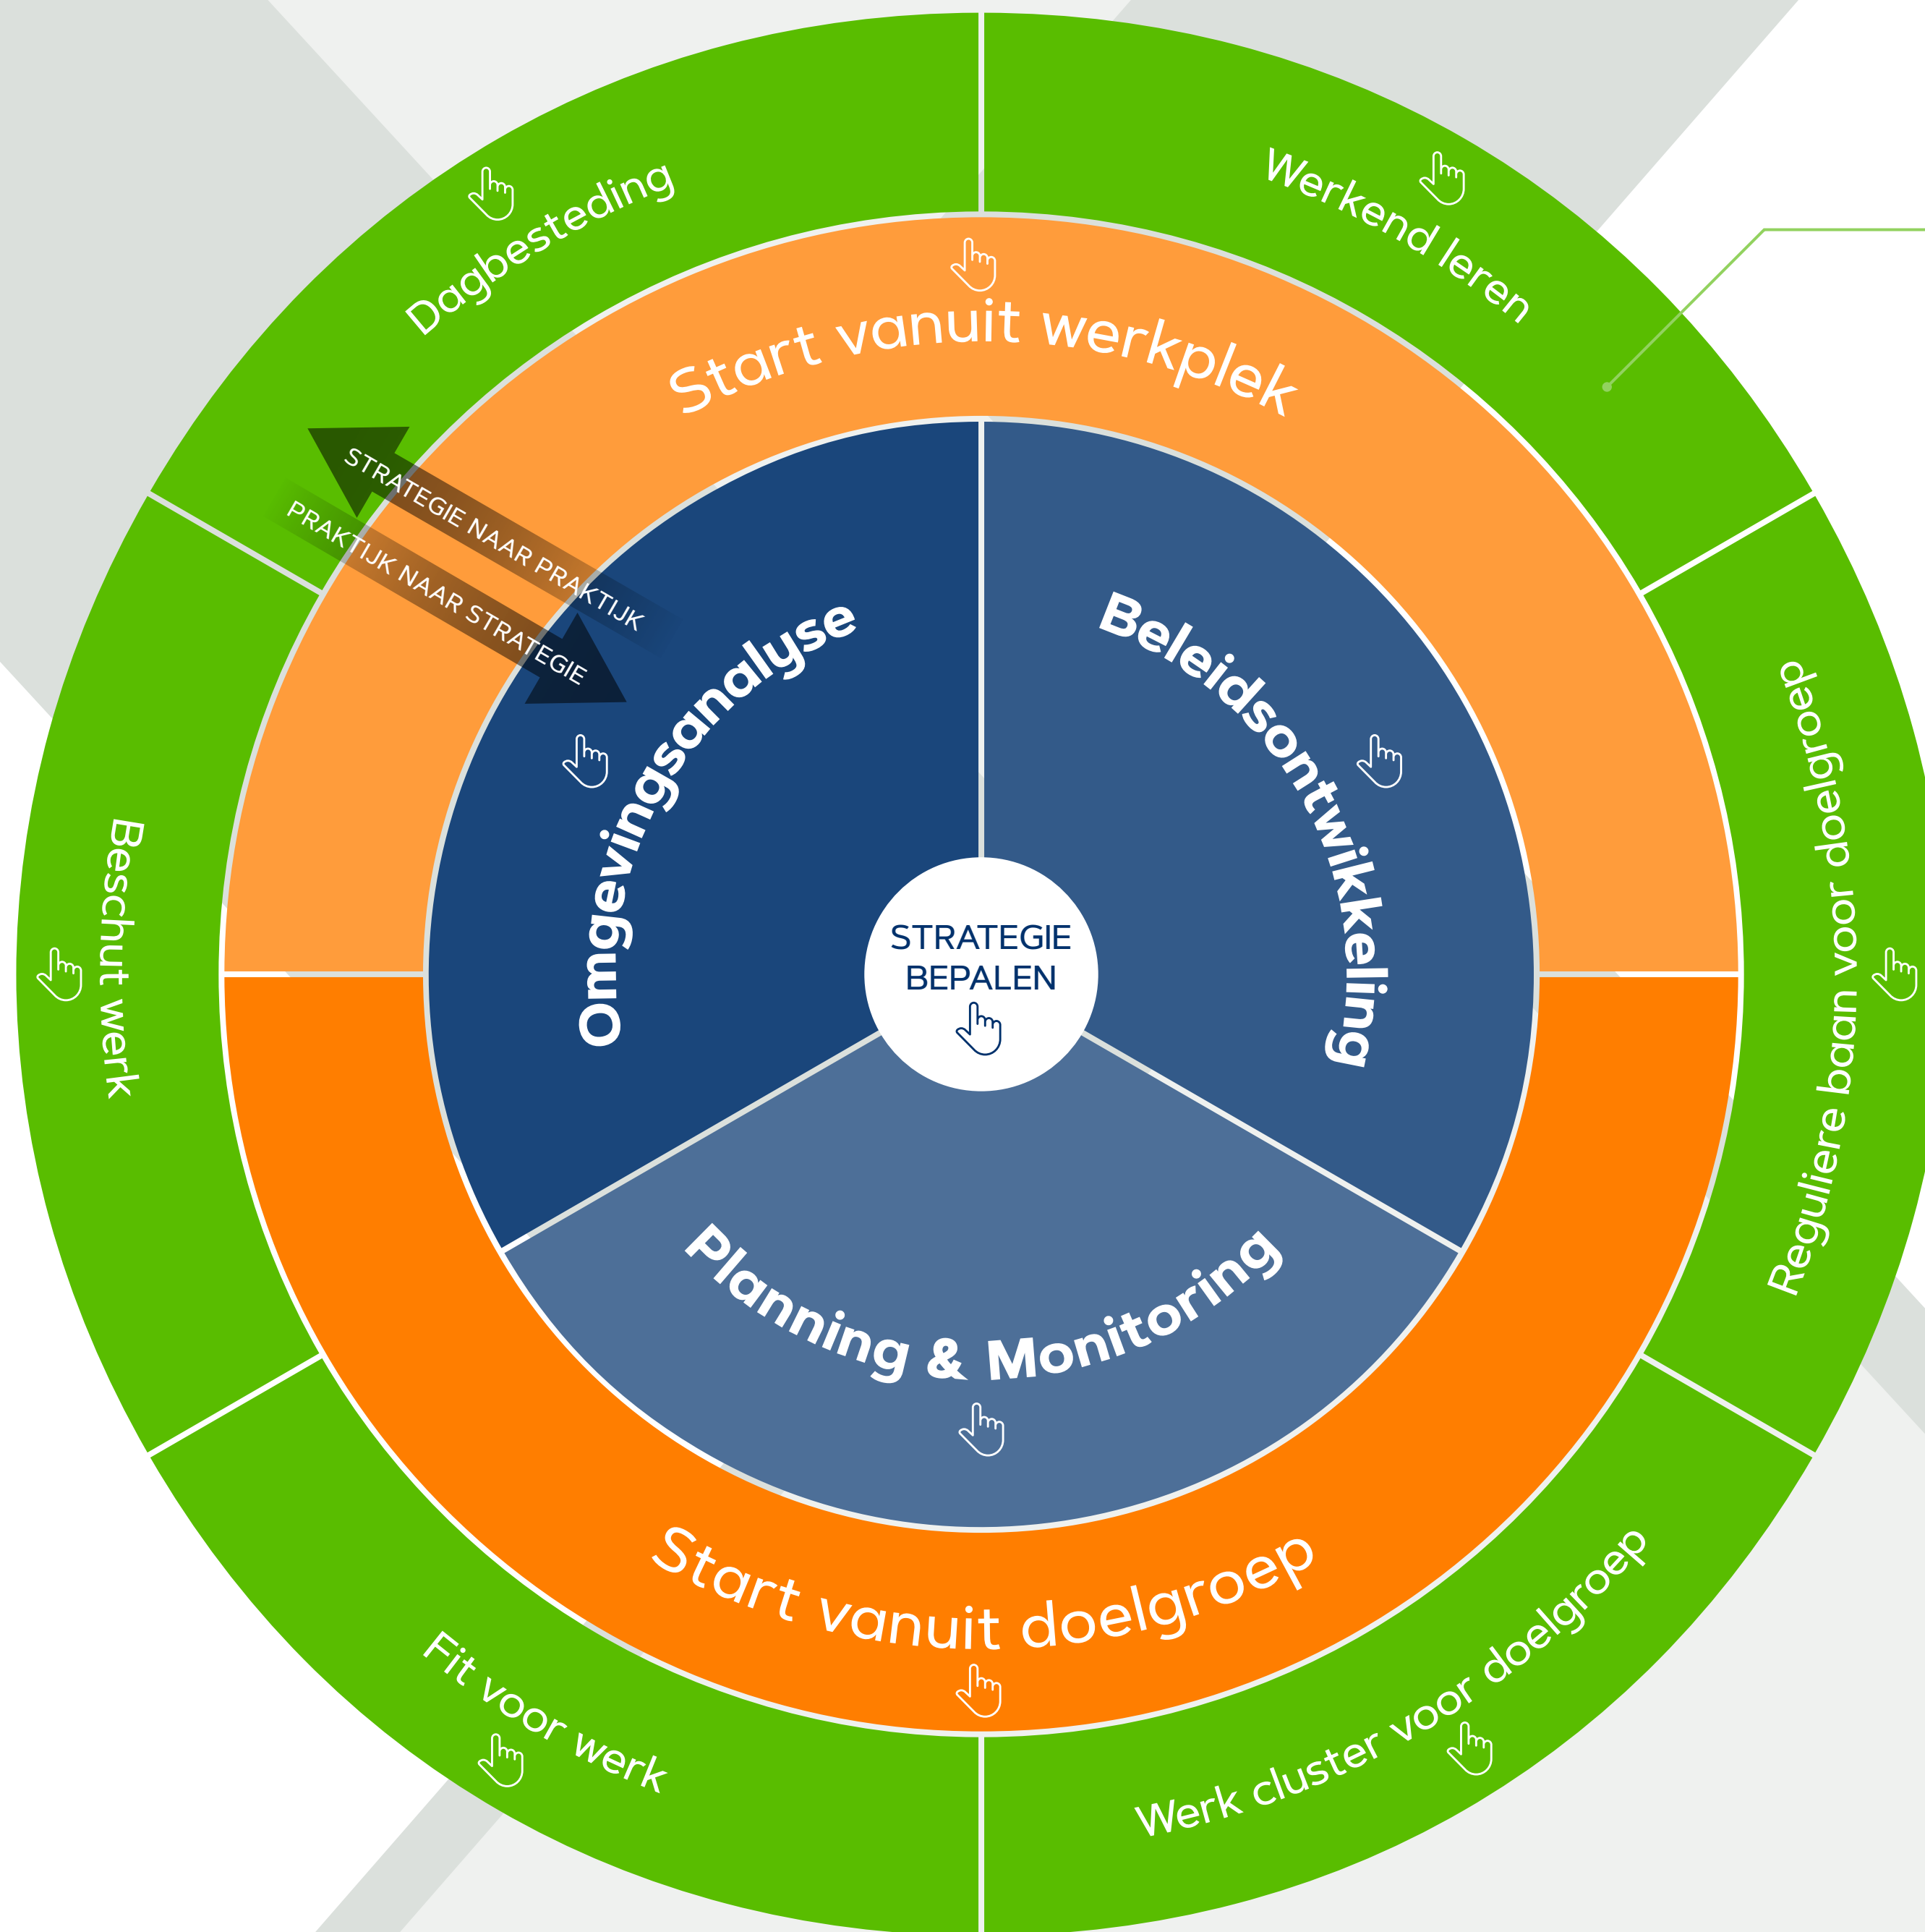 Dagbesteding
Werkend leren
Start vanuit werkplek
STRATEGIE NAAR PRAKTIJK
PRAKTIJK NAAR STRATEGIE
Omgevingsanalyse
Beleidsontwikkeling
Beschut werk
STRATEGIE
BEPALEN
Reguliere baan voor doelgroep
Planning & Monitoring
Start vanuit doelgroep
Fit voor werk
Werk cluster voor doelgroep